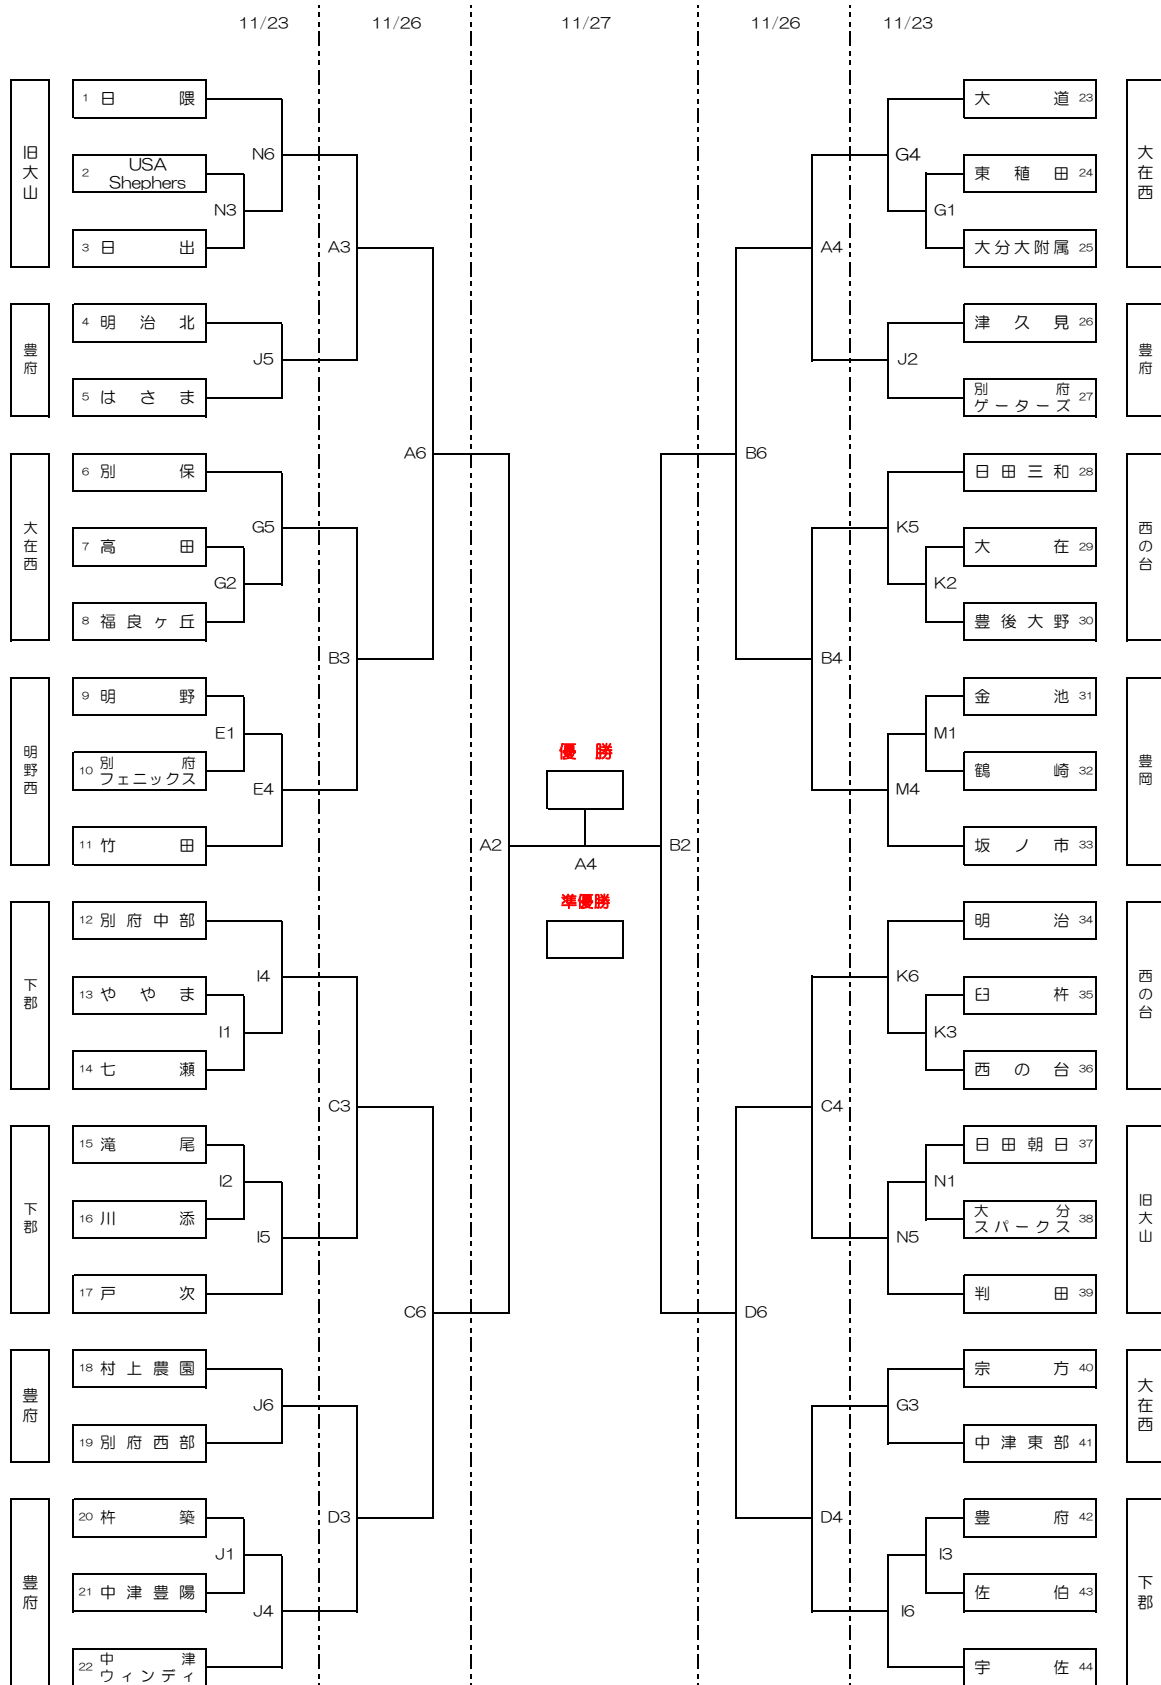 11/23 11/26 11/27 11/26 11/23
旧大山
1 日隈
2 USA Shephers
3 日出
N6
N3
豊府
4 明治北
5 はさま
J5
A3
大在西
6 別保
7 高田
8 福良ヶ丘
G5
G2
明野西
9 明野
10 別府フェニックス
11 竹田
E1
E4
B3
A6
下郡
12 別府中部
13 ややま
14 七瀬
I4
I1
下郡
15 滝尾
16 川添
17 戸次
I2
I5
C3
豊府
18 村上農園
19 別府西部
J6
豊府
20 杵築
21 中津豊陽
22 中津ウィンディ
J1
J4
D3
C6
A2
優勝
A4
準優勝
B2
大道 23
東稙田 24
大分大附属 25
大在西
G4
G1
津久見 26
別府ゲーターズ 27
豊府
J2
A4
日田三和 28
大在 29
豊後大野 30
西の台
K5
K2
金池 31
鶴崎 32
坂ノ市 33
豊岡
M1
M4
B4
B6
明治 34
臼杵 35
西の台 36
西の台
K6
K3
日田朝日 37
大分スパークス 38
判田 39
旧大山
N1
N5
C4
宗方 40
中津東部 41
大在西
G3
豊府 42
佐伯 43
宇佐 44
下郡
I3
I6
D4
D6